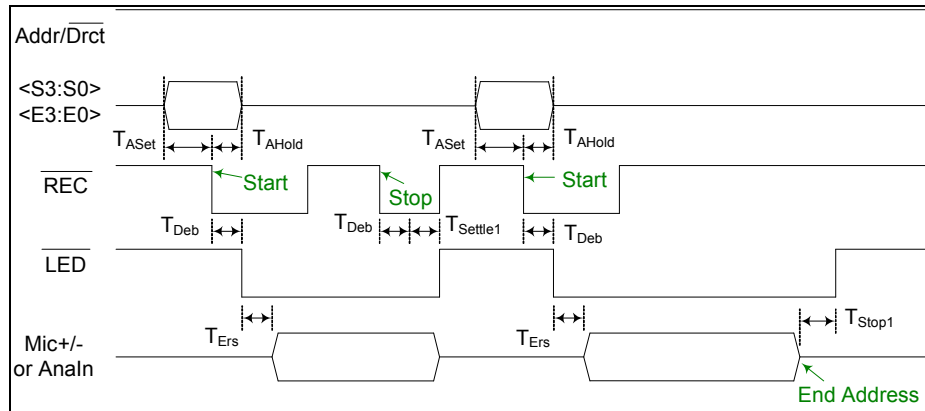 Addr/Drct
<S3:S0>
<E3:E0>
TASet TAHold TASet TAHold
REC Start Stop Start
TDeb TDeb TSettle1 TDeb
LED
TErs TErs TStop1
Mic+/-
or AnaIn
End Address